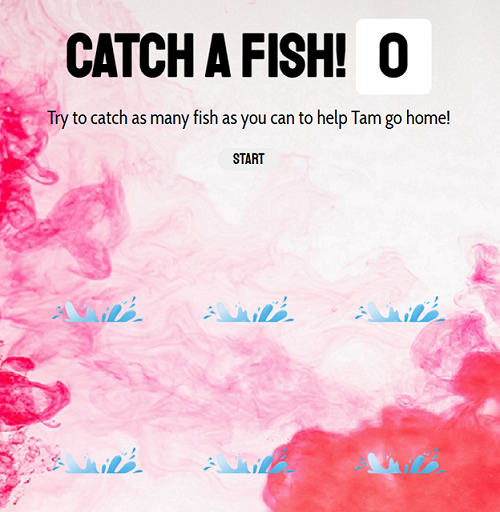 CATCH A FISH! 0
Try to catch as many fish as you can to help Tam go home!
START